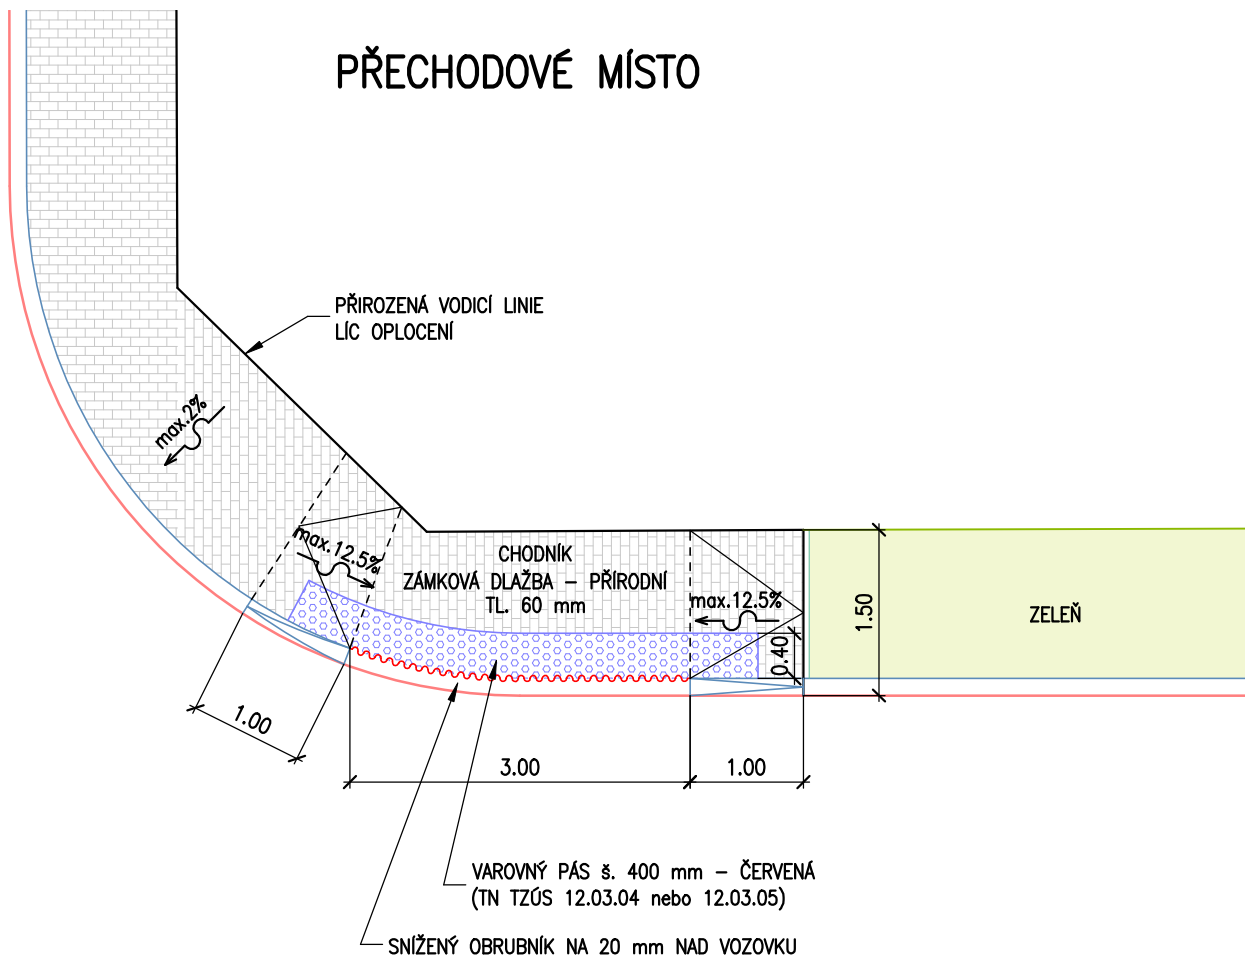 PŘECHODOVÉ MÍSTO
PŘIROZENÁ VODICÍ LINIE
LÍC OPLOCENÍ
max.2%
max.12.5%
CHODNÍK
ZÁMKOVÁ DLAŽBA – PŘÍRODNÍ
TL. 60 mm
max.12.5%
1.50
ZELEŇ
0.40
1.00
3.00
1.00
VAROVNÝ PÁS š. 400 mm – ČERVENÁ
(TN TZÚS 12.03.04 nebo 12.03.05)
SNÍŽENÝ OBRUBNÍK NA 20 mm NAD VOZOVKU